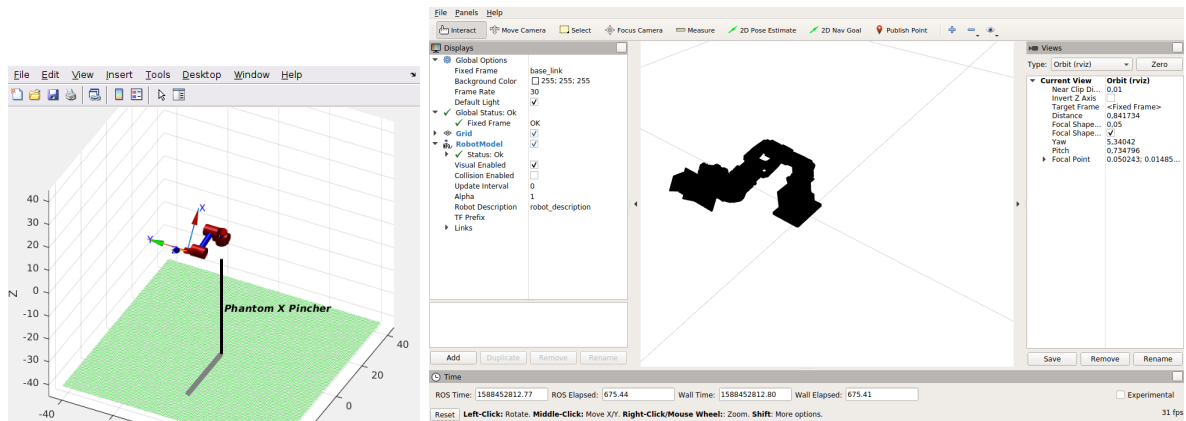 File Edit View Insert Tools Desktop Window Help
40
30
20
10
0
-10
-20
-30
-40
Z
X
Y
Z
Phantom X Pincher
-40
0
20
40
File Panels Help
Interact Move Camera Select Focus Camera Measure 2D Pose Estimate 2D Nav Goal Publish Point
Displays
Global Options
Fixed Frame base_link
Background Color 255; 255; 255
Frame Rate 30
Default Light
Global Status: Ok
Fixed Frame OK
Grid
RobotModel
Status: Ok
Visual Enabled
Collision Enabled
Update Interval 0
Alpha 1
Robot Description robot_description
TF Prefix
Links
Add Duplicate Remove Rename
Views
Type: Orbit (rviz) Zero
Current View Orbit (rviz)
Near Clip Di... 0,01
Invert Z Axis
Target Frame <Fixed Frame>
Distance 0,841734
Focal Shape... 0,05
Focal Shape...
Yaw 5,34042
Pitch 0,734796
Focal Point 0.050243; 0.01485...
Save Remove Rename
Time
ROS Time: 1588452812.77 ROS Elapsed: 675.44 Wall Time: 1588452812.80 Wall Elapsed: 675.41 Experimental
Reset Left-Click: Rotate. Middle-Click: Move X/Y. Right-Click/Mouse Wheel:: Zoom. Shift: More options. 31 fps